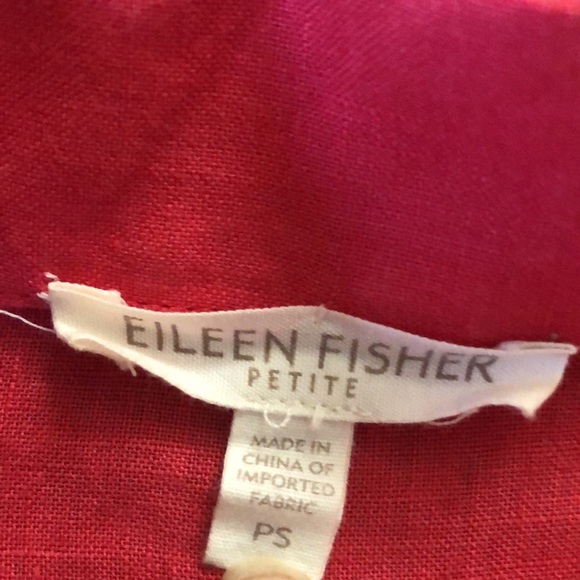 EILEEN FISHER
PETITE
MADE IN
CHINA OF
IMPORTED
FABRIC
PS